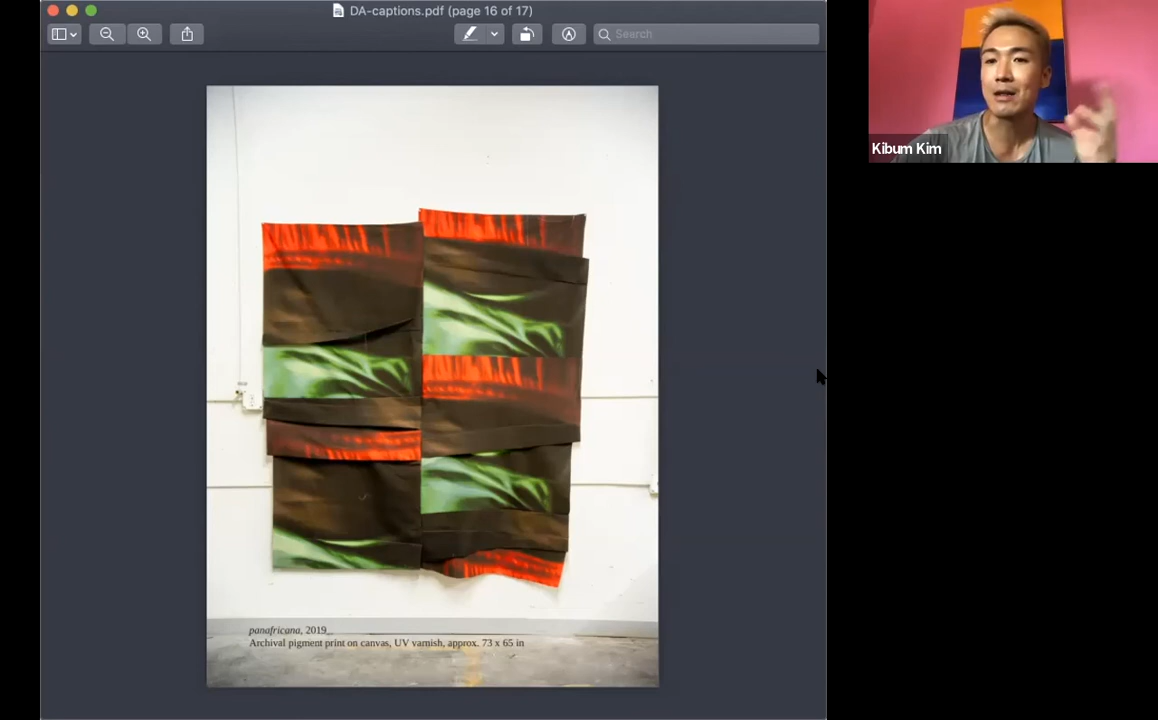 DA-captions.pdf (page 16 of 17)
Search
Kibum Kim
panafricana, 2019_
Archival pigment print on canvas, UV varnish, approx. 73 x 65 in